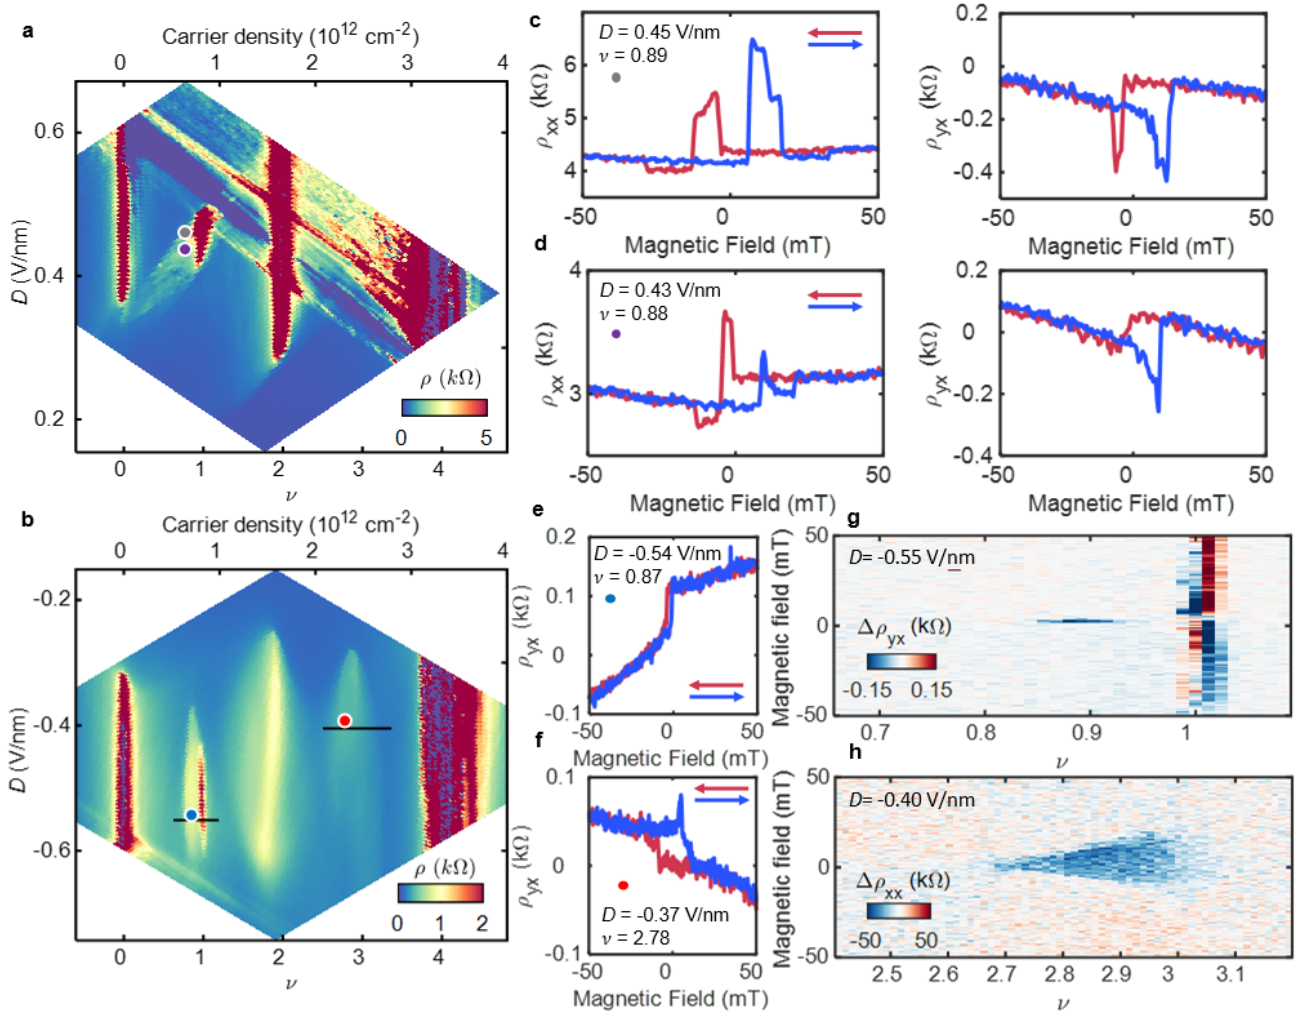 a
Carrier density (10^12 cm^-2)
0 1 2 3 4
0.6
0.4
0.2
D (V/nm)
ρ (kΩ)
0 5
0 1 2 3 4
ν
b
Carrier density (10^12 cm^-2)
0 1 2 3 4
-0.2
-0.4
-0.6
D (V/nm)
ρ (kΩ)
0 1 2
0 1 2 3 4
ν
c
D = 0.45 V/nm
ν = 0.89
ρxx (kΩ)
6
5
4
-50 0 50
Magnetic Field (mT)
ρyx (kΩ)
0.2
0
-0.2
-0.4
-50 0 50
Magnetic Field (mT)
d
D = 0.43 V/nm
ν = 0.88
ρxx (kΩ)
4
3
-50 0 50
Magnetic Field (mT)
ρyx (kΩ)
0.2
0
-0.2
-0.4
-50 0 50
Magnetic Field (mT)
e
D = -0.54 V/nm
ν = 0.87
ρyx (kΩ)
0.2
0.1
0
-0.1
-50 0 50
Magnetic Field (mT)
f
D = -0.37 V/nm
ν = 2.78
ρyx (kΩ)
0.1
0
-0.1
-50 0 50
Magnetic Field (mT)
g
D= -0.55 V/nm
Magnetic field (mT)
50
0
-50
Δρyx (kΩ)
-0.15 0.15
0.7 0.8 0.9 1
ν
h
D= -0.40 V/nm
Magnetic field (mT)
50
0
-50
Δρxx (kΩ)
-50 50
2.5 2.6 2.7 2.8 2.9 3 3.1
ν